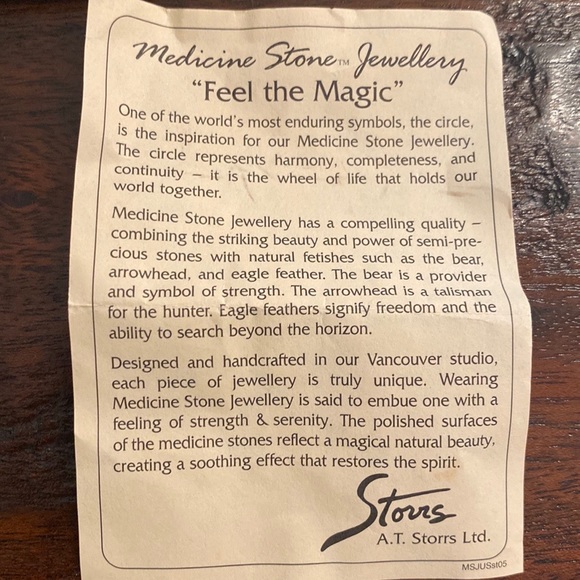 Medicine Stone™ Jewellery
“Feel the Magic”
One of the world's most enduring symbols, the circle,
is the inspiration for our Medicine Stone Jewellery.
The circle represents harmony, completeness, and
continuity – it is the wheel of life that holds our
world together.
Medicine Stone Jewellery has a compelling quality –
combining the striking beauty and power of semi-pre-
cious stones with natural fetishes such as the bear,
arrowhead, and eagle feather. The bear is a provider
and symbol of strength. The arrowhead is a talisman
for the hunter. Eagle feathers signify freedom and the
ability to search beyond the horizon.
Designed and handcrafted in our Vancouver studio,
each piece of jewellery is truly unique. Wearing
Medicine Stone Jewellery is said to embue one with a
feeling of strength & serenity. The polished surfaces
of the medicine stones reflect a magical natural beauty,
creating a soothing effect that restores the spirit.
Storrs
A.T. Storrs Ltd.
MSJUSst05